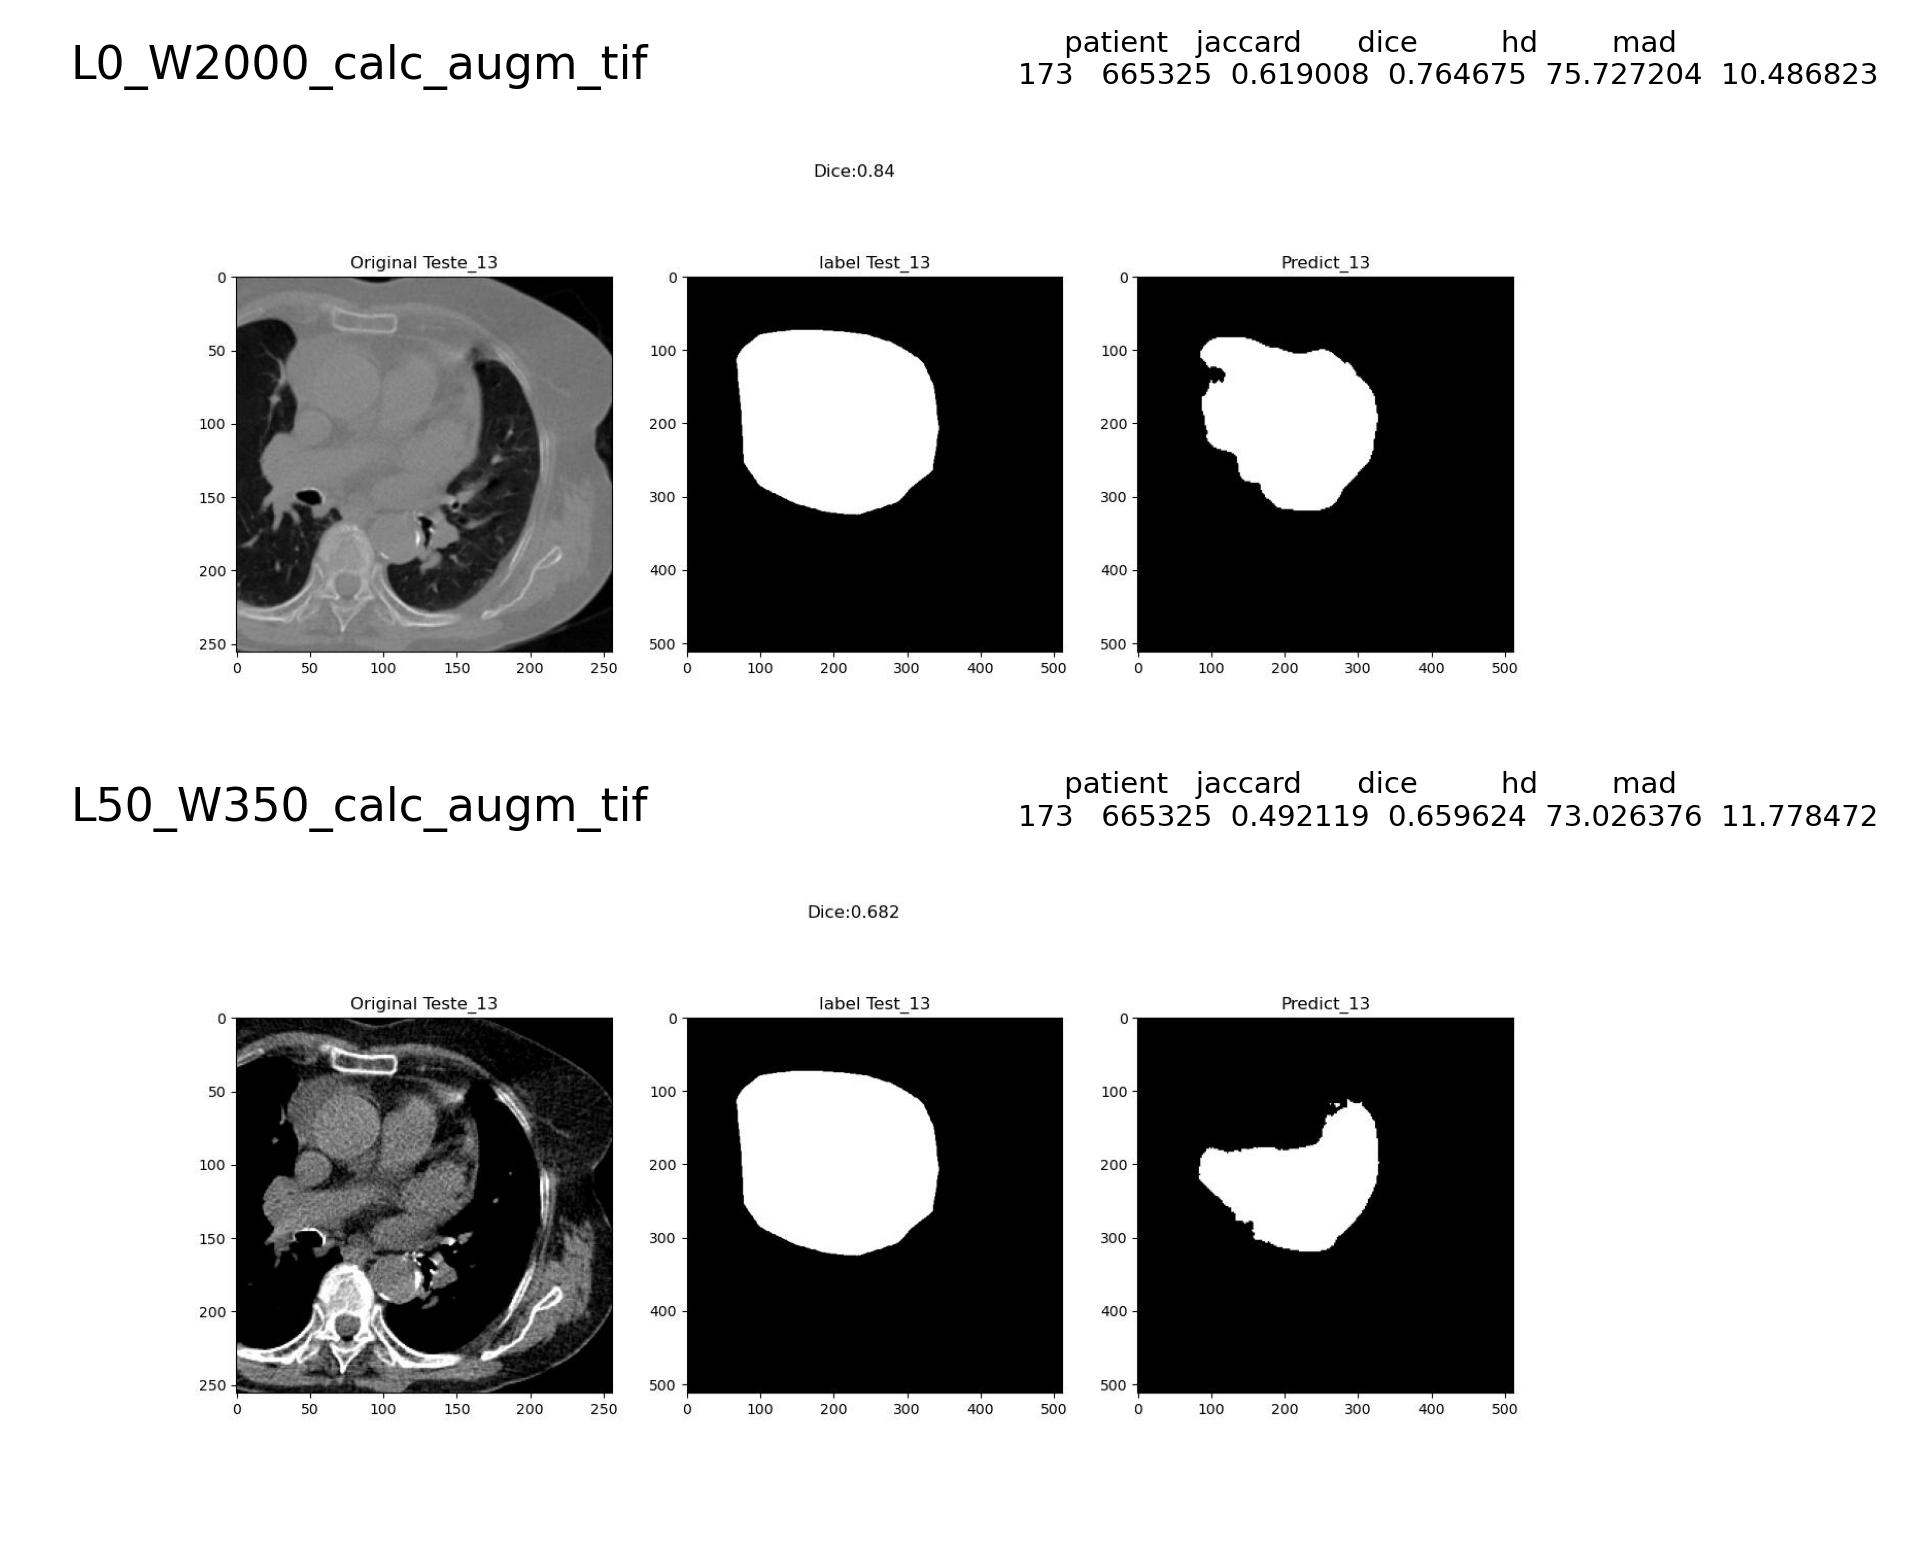 L0_W2000_calc_augm_tif
patient jaccard dice hd mad
173 665325 0.619008 0.764675 75.727204 10.486823
Dice:0.84
Original Teste_13
label Test_13
Predict_13
0
50
100
150
200
250
0 50 100 150 200 250
0
100
200
300
400
500
0 100 200 300 400 500
0
100
200
300
400
500
0 100 200 300 400 500
L50_W350_calc_augm_tif
patient jaccard dice hd mad
173 665325 0.492119 0.659624 73.026376 11.778472
Dice:0.682
Original Teste_13
label Test_13
Predict_13
0
50
100
150
200
250
0 50 100 150 200 250
0
100
200
300
400
500
0 100 200 300 400 500
0
100
200
300
400
500
0 100 200 300 400 500